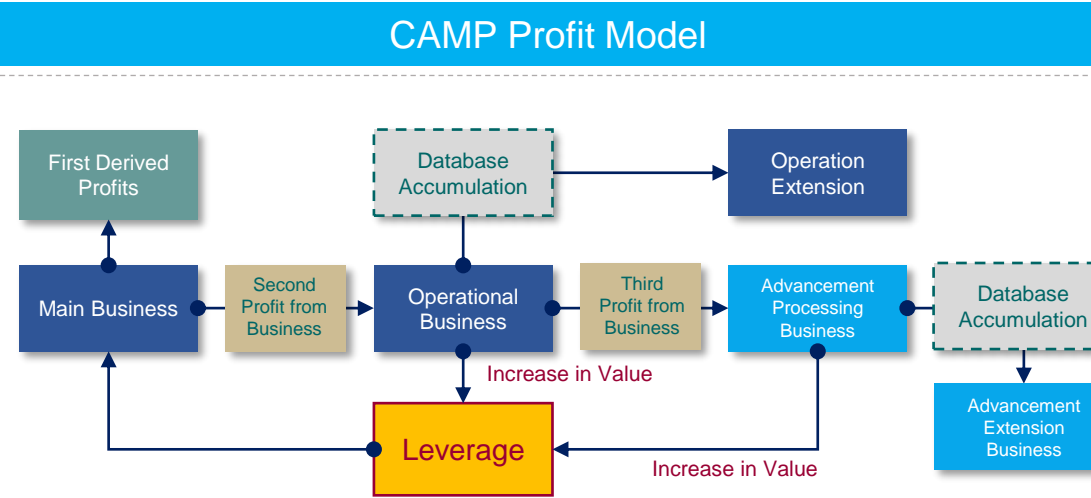 CAMP Profit Model
First Derived
Profits
Database
Accumulation
Operation
Extension
Main Business
Second
Profit from
Business
Operational
Business
Third
Profit from
Business
Advancement
Processing
Business
Database
Accumulation
Increase in Value
Leverage
Increase in Value
Advancement
Extension
Business